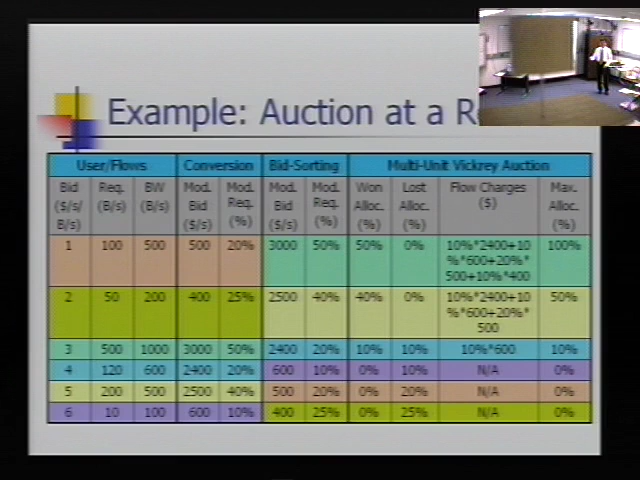 Example: Auction at a R
User/Flows Conversion Bid-Sorting Multi-Unit Vickrey Auction
Bid ($/s/ B/s) Req. (B/s) BW (B/s) Mod. Bid ($/s) Mod. Req. (%) Mod. Bid ($/s) Mod. Req. (%) Won Alloc. (%) Lost Alloc. (%) Flow Charges ($) Max. Alloc. (%)
1 100 500 500 20% 3000 50% 50% 0% 10%*2400+10 %*600+20%* 500+10%*400 100%
2 50 200 400 25% 2500 40% 40% 0% 10%*2400+10 %*600+20%* 500 50%
3 500 1000 3000 50% 2400 20% 10% 10% 10%*600 10%
4 120 600 2400 20% 600 10% 0% 10% N/A 0%
5 200 500 2500 40% 500 20% 0% 20% N/A 0%
6 10 100 600 10% 400 25% 0% 25% N/A 0%